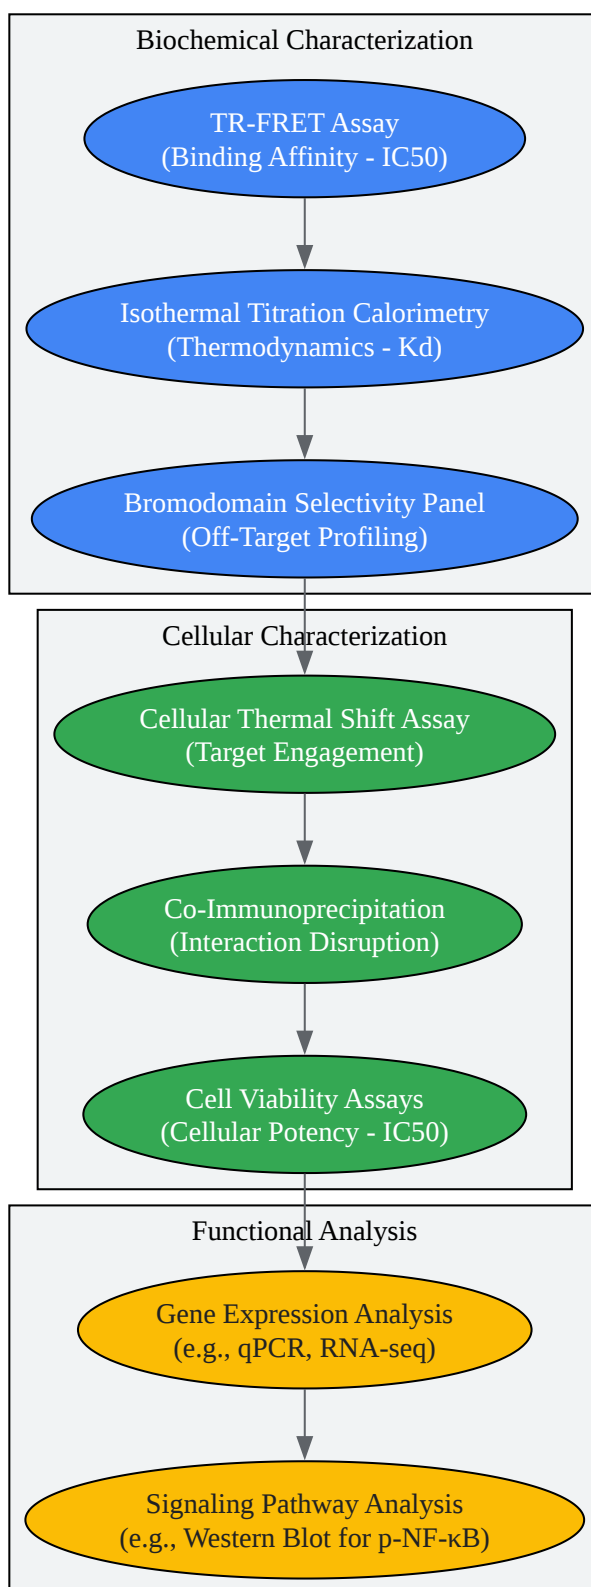 Biochemical Characterization
TR-FRET Assay
(Binding Affinity - IC50)
Isothermal Titration Calorimetry
(Thermodynamics - Kd)
Bromodomain Selectivity Panel
(Off-Target Profiling)
Cellular Characterization
Cellular Thermal Shift Assay
(Target Engagement)
Co-Immunoprecipitation
(Interaction Disruption)
Cell Viability Assays
(Cellular Potency - IC50)
Functional Analysis
Gene Expression Analysis
(e.g., qPCR, RNA-seq)
Signaling Pathway Analysis
(e.g., Western Blot for p-NF-κB)